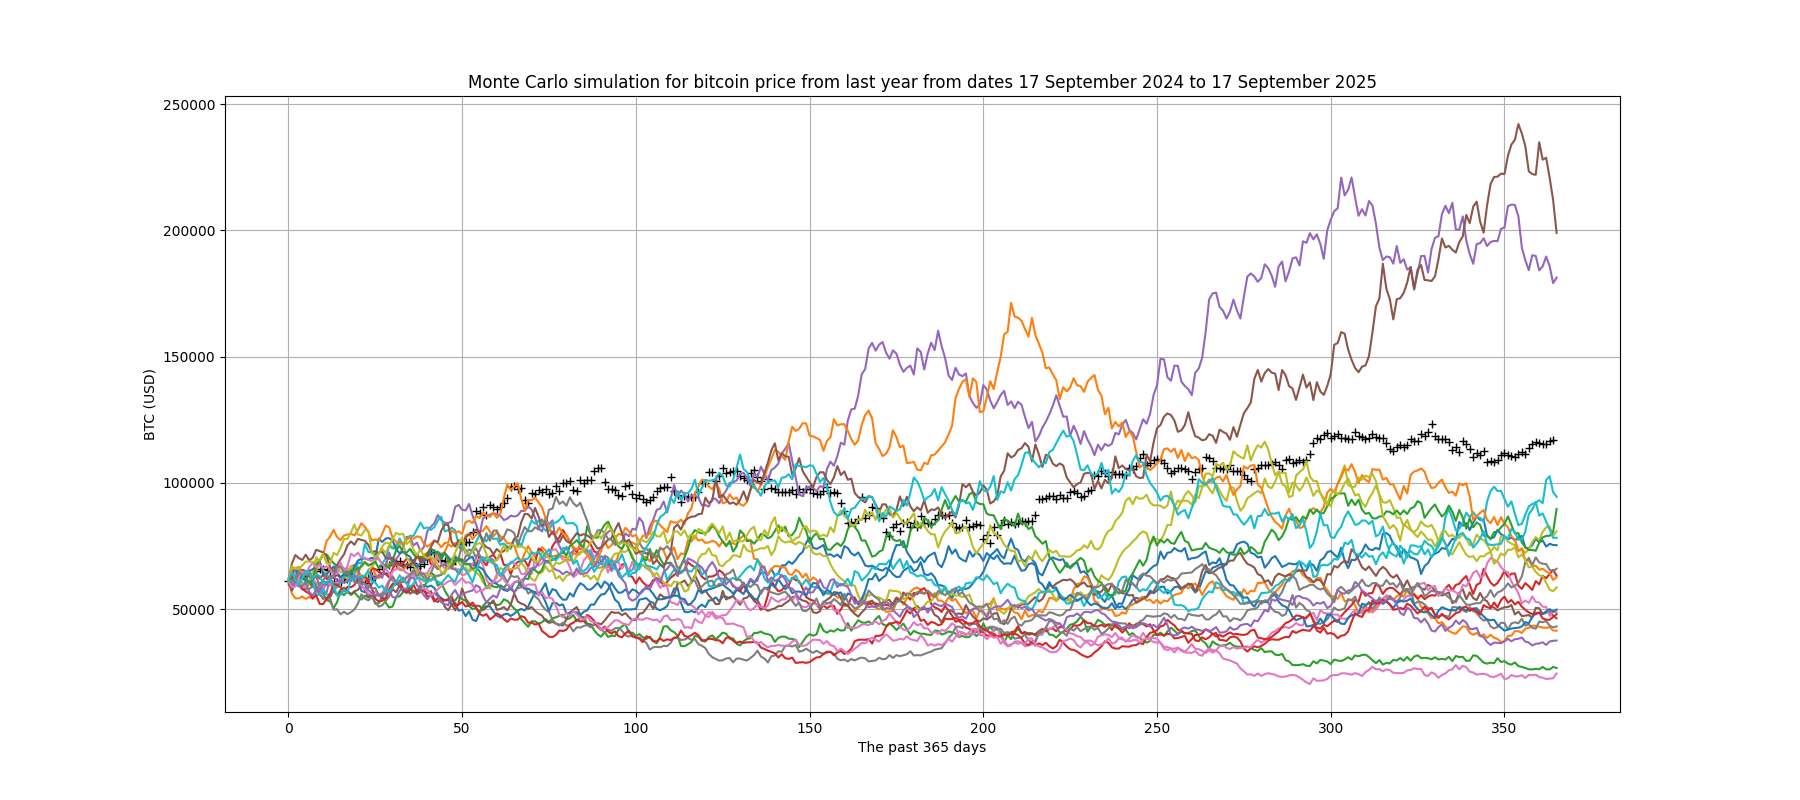 Monte Carlo simulation for bitcoin price from last year from dates 17 September 2024 to 17 September 2025
250000
200000
150000
100000
50000
BTC (USD)
0 50 100 150 200 250 300 350
The past 365 days